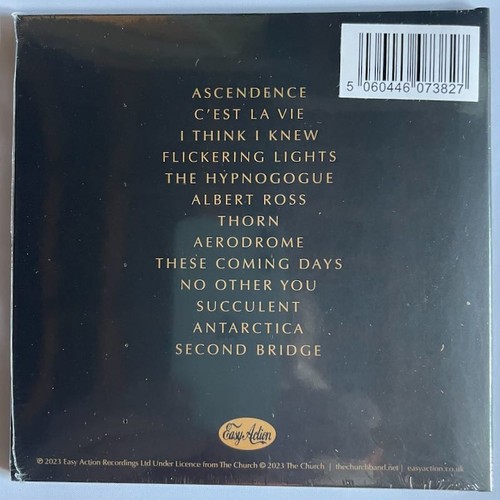 5 060446 073827
ASCENDENCE
C'EST LA VIE
I THINK I KNEW
FLICKERING LIGHTS
THE HYPNOGOGUE
ALBERT ROSS
THORN
AERODROME
THESE COMING DAYS
NO OTHER YOU
SUCCULENT
ANTARCTICA
SECOND BRIDGE
Easy Action
℗ 2023 Easy Action Recordings Ltd Under Licence from The Church © 2023 The Church | thechurchband.net | easyaction.co.uk